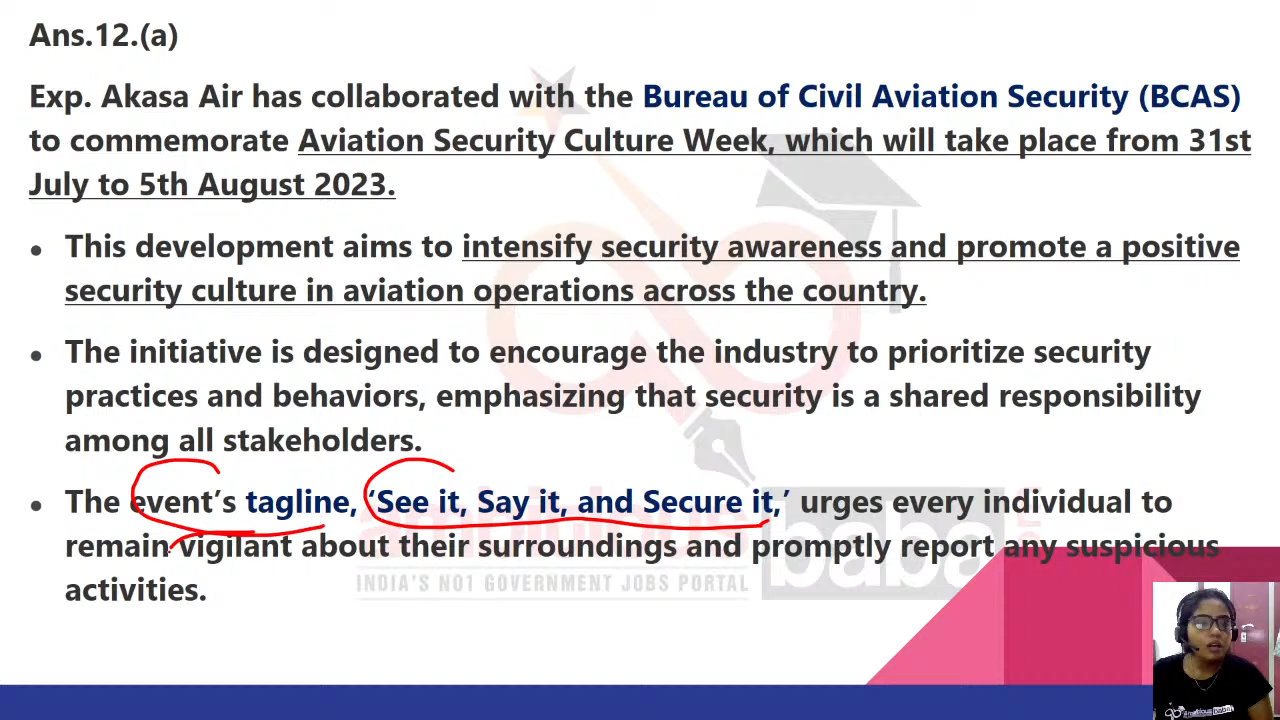 Ans.12.(a)
Exp. Akasa Air has collaborated with the Bureau of Civil Aviation Security (BCAS)
to commemorate Aviation Security Culture Week, which will take place from 31st
July to 5th August 2023.
• This development aims to intensify security awareness and promote a positive
security culture in aviation operations across the country.
• The initiative is designed to encourage the industry to prioritize security
practices and behaviors, emphasizing that security is a shared responsibility
among all stakeholders.
• The event’s tagline, ‘See it, Say it, and Secure it,’ urges every individual to
remain vigilant about their surroundings and promptly report any suspicious
activities.
ambitious baba
INDIA'S NO1 GOVERNMENT JOBS PORTAL
ambitious baba